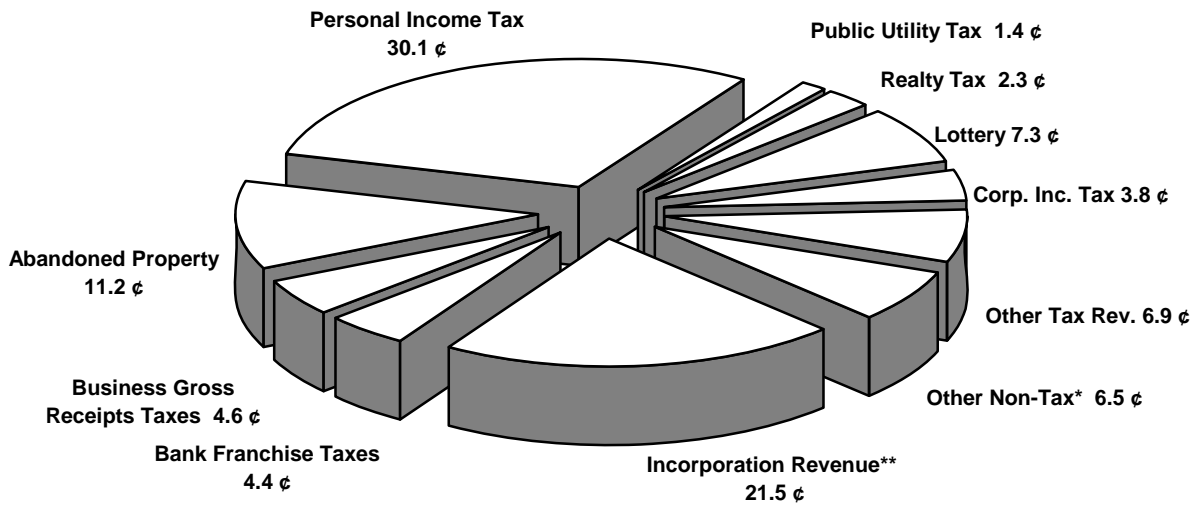 Personal Income Tax
30.1 ¢
Public Utility Tax 1.4 ¢
Realty Tax 2.3 ¢
Lottery 7.3 ¢
Corp. Inc. Tax 3.8 ¢
Other Tax Rev. 6.9 ¢
Other Non-Tax* 6.5 ¢
Incorporation Revenue**
21.5 ¢
Bank Franchise Taxes
4.4 ¢
Business Gross
Receipts Taxes 4.6 ¢
Abandoned Property
11.2 ¢